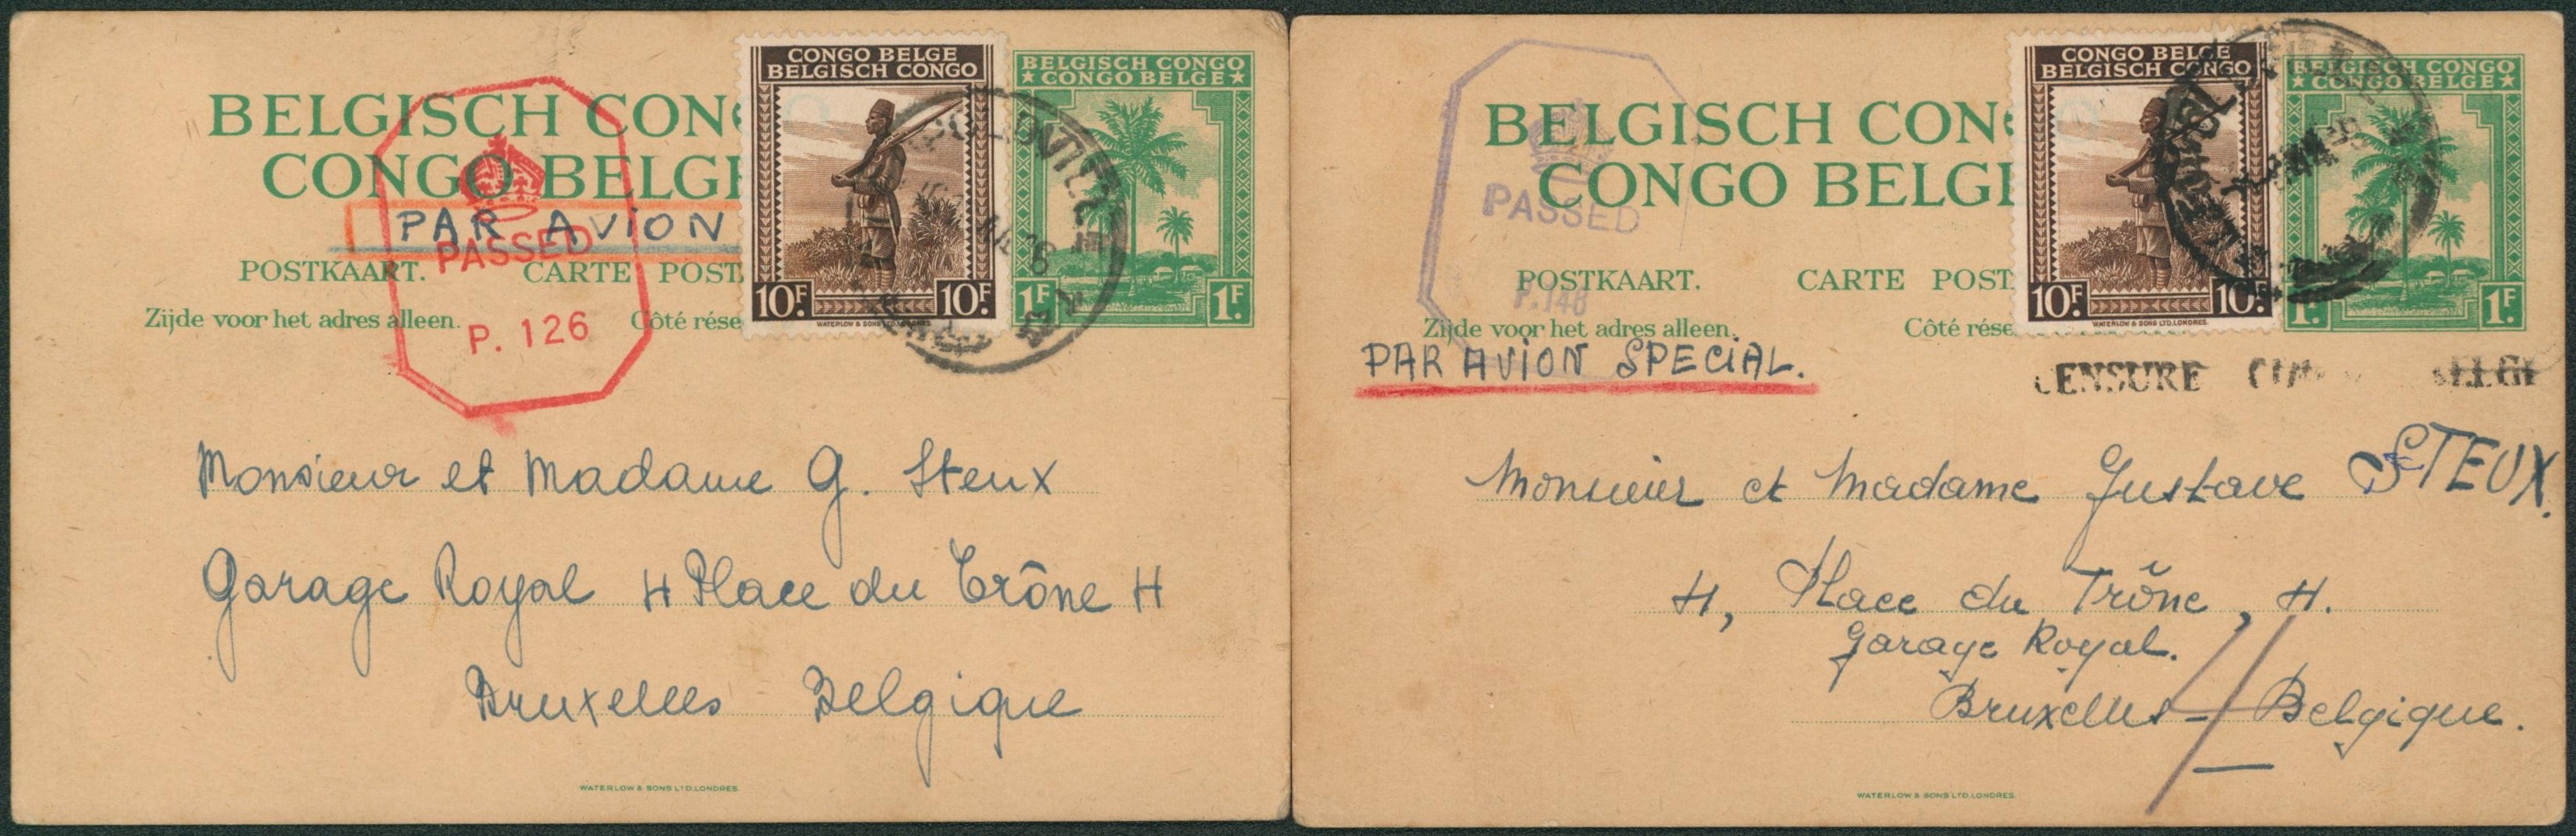 BELGISCH CON
CONGO BELG
PAR AVION
PASSED
POSTKAART. CARTE POST
Zijde voor het adres alleen. Côté rése
P. 126
CONGO BELGE
BELGISCH CONGO
10F. 10F.
WATERLOW & SONS LTD. LONDRES.
BELGISCH CONGO
CONGO BELGE
1F 1F.
Monsieur et Madame G. Steux
Garage Royal 4 Place du Trône 4
Bruxelles Belgique
WATERLOW & SONS LTD. LONDRES.
BELGISCH CON
CONGO BELG
PASSED
POSTKAART. CARTE POST
P. 148
Zijde voor het adres alleen. Côté rése
PAR AVION SPECIAL.
CONGO BELGE
BELGISCH CONGO
10F. 10F.
WATERLOW & SONS LTD. LONDRES.
BELGISCH CONGO
CONGO BELGE
1F. 1F.
CENSURE
Monsieur et Madame Gustave STEUX.
4, Place du Trône, 4.
Garage Royal.
Bruxelles - Belgique.
WATERLOW & SONS LTD. LONDRES.